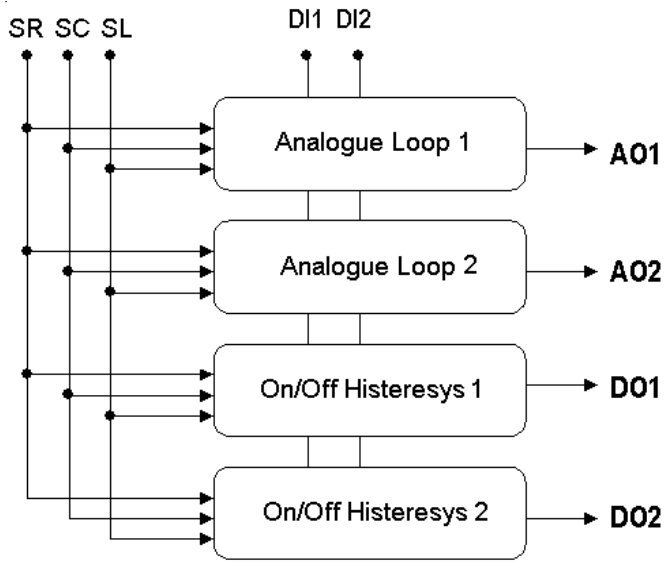 SR SC SL DI1 DI2
Analogue Loop 1
AO1
Analogue Loop 2
AO2
On/Off Histeresys 1
DO1
On/Off Histeresys 2
DO2